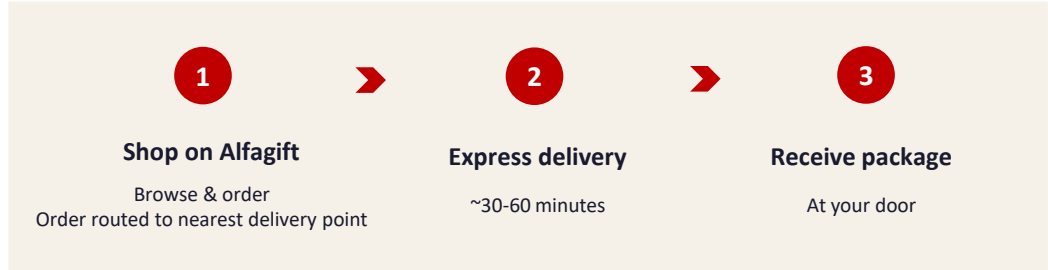 1
Shop on Alfagift
Browse & order
Order routed to nearest delivery point
2
Express delivery
~30-60 minutes
3
Receive package
At your door